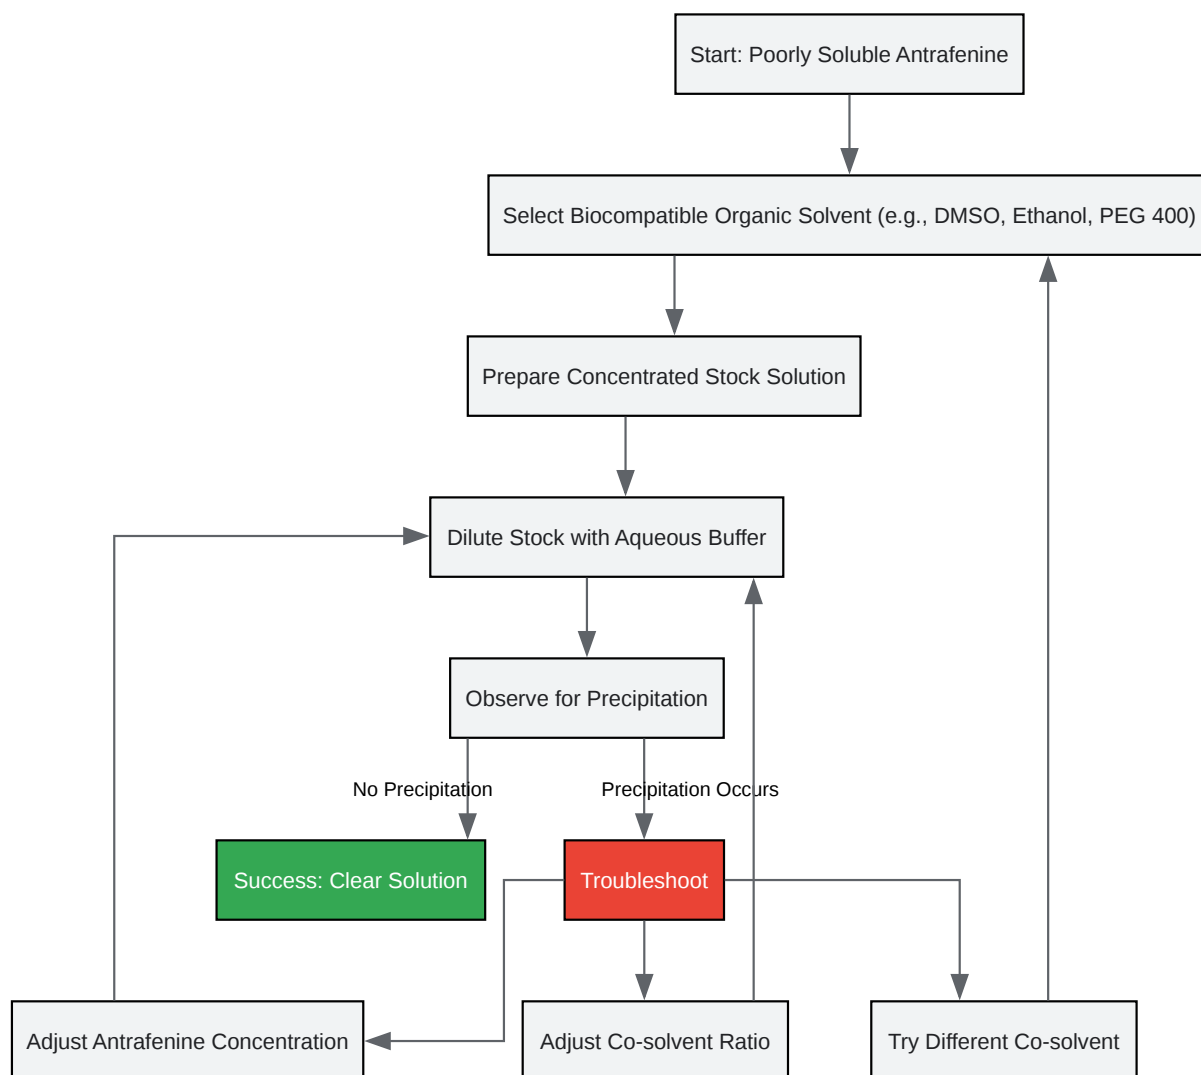 Start: Poorly Soluble Antrafenine
Select Biocompatible Organic Solvent (e.g., DMSO, Ethanol, PEG 400)
Prepare Concentrated Stock Solution
Dilute Stock with Aqueous Buffer
Observe for Precipitation
No Precipitation
Precipitation Occurs
Success: Clear Solution
Troubleshoot
Adjust Antrafenine Concentration
Adjust Co-solvent Ratio
Try Different Co-solvent